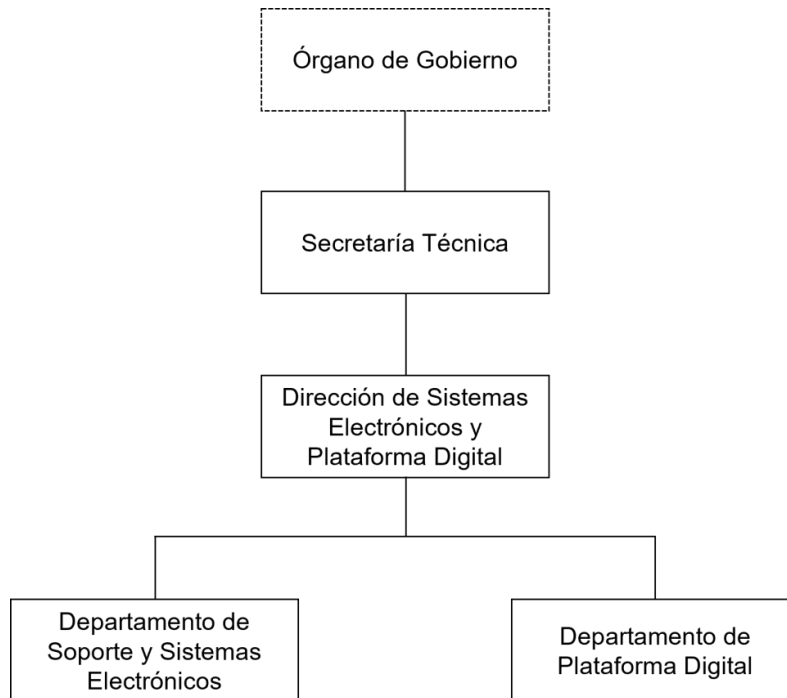 Órgano de Gobierno
Secretaría Técnica
Dirección de Sistemas
Electrónicos y
Plataforma Digital
Departamento de
Soporte y Sistemas
Electrónicos
Departamento de
Plataforma Digital